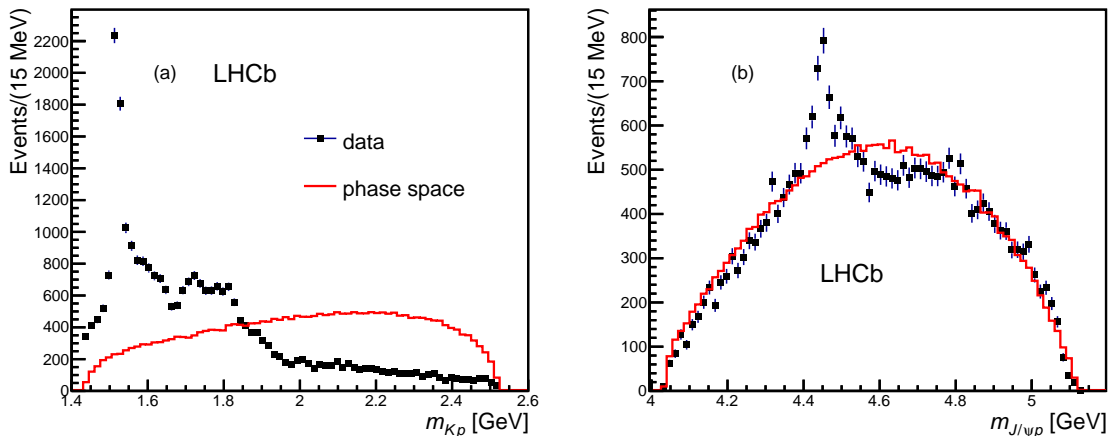 Events/(15 MeV)
2200
2000
1800
1600
1400
1200
1000
800
600
400
200
0
(a) LHCb
data
phase space
1.4 1.6 1.8 2 2.2 2.4 2.6
m_{Kp} [GeV]
Events/(15 MeV)
800
700
600
500
400
300
200
100
0
(b)
LHCb
4 4.2 4.4 4.6 4.8 5
m_{J/ψp} [GeV]